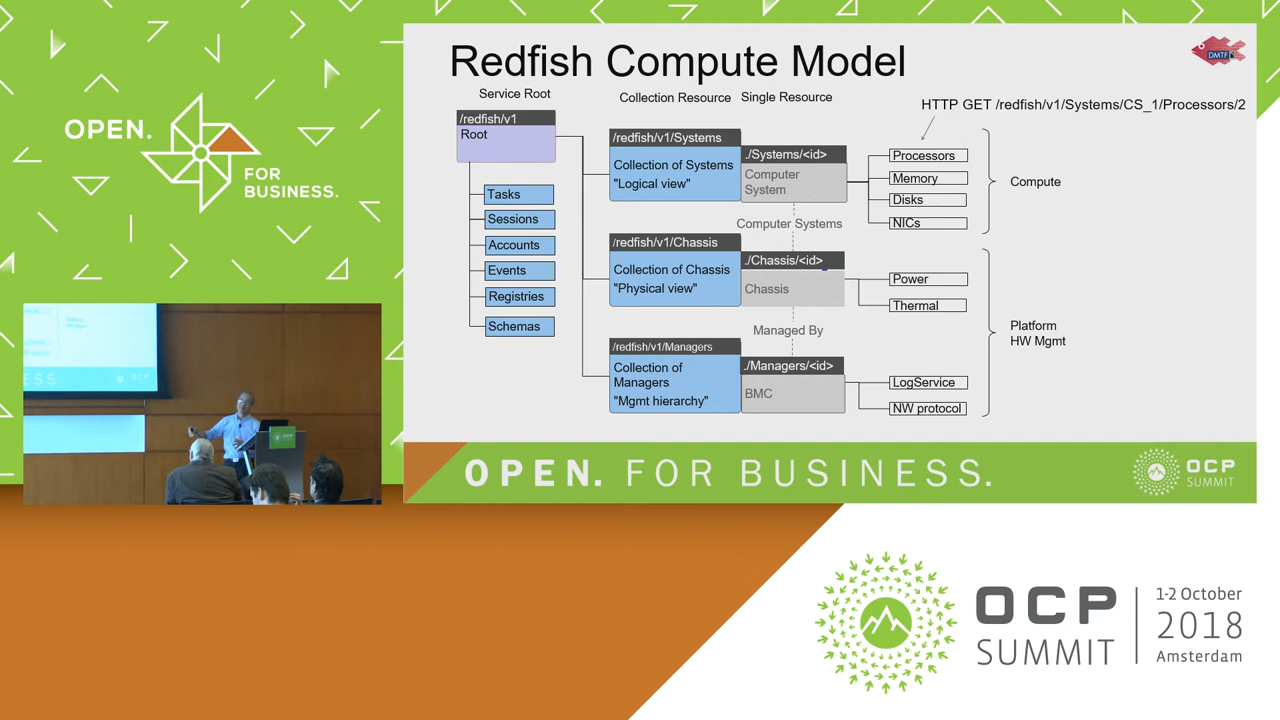 OPEN.
FOR
BUSINESS.
Redfish Compute Model
DMTF
Service Root
Collection Resource
Single Resource
HTTP GET /redfish/v1/Systems/CS_1/Processors/2
/redfish/v1
Root
Tasks
Sessions
Accounts
Events
Registries
Schemas
/redfish/v1/Systems
Collection of Systems
"Logical view"
./Systems/<id>
Computer
System
Processors
Memory
Disks
NICs
Compute
Computer Systems
/redfish/v1/Chassis
Collection of Chassis
"Physical view"
./Chassis/<id>
Chassis
Power
Thermal
Platform
HW Mgmt
Managed By
/redfish/v1/Managers
Collection of
Managers
"Mgmt hierarchy"
./Managers/<id>
BMC
LogService
NW protocol
OPEN. FOR BUSINESS.
OCP
SUMMIT
OCP
OCP
SUMMIT
1-2 October
2018
Amsterdam